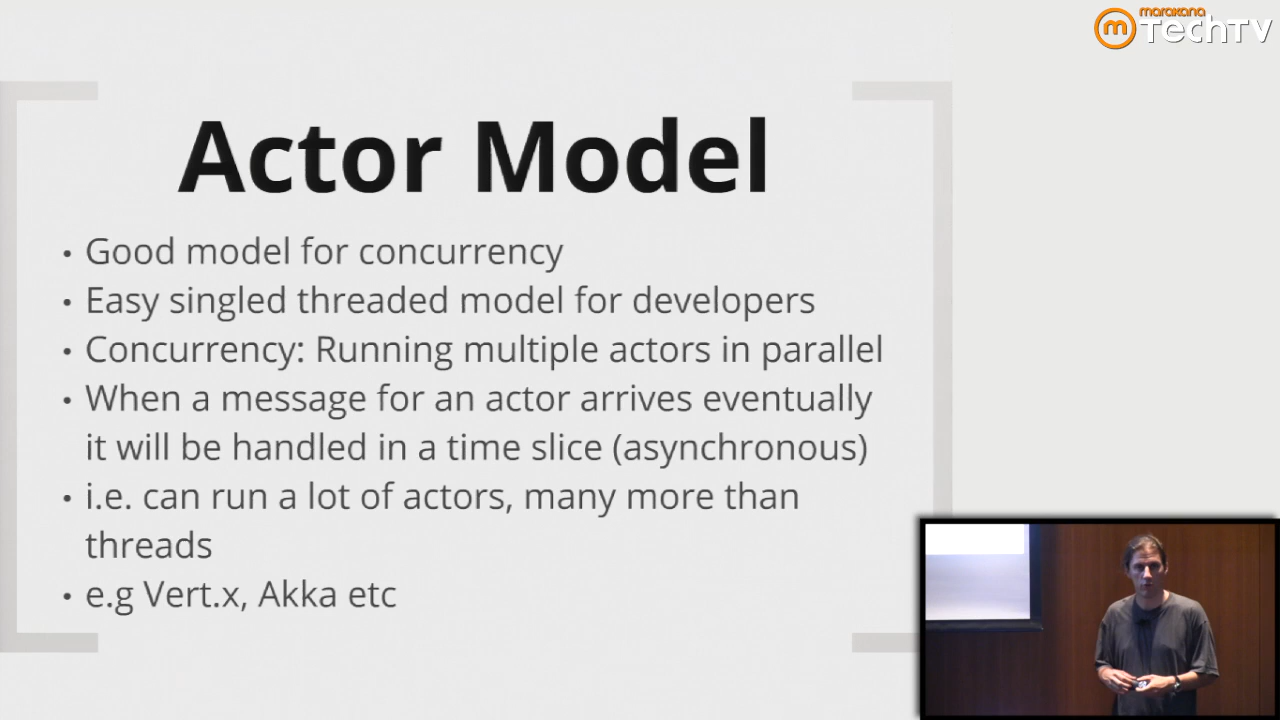 marakana
m TechTV
Actor Model
• Good model for concurrency
• Easy singled threaded model for developers
• Concurrency: Running multiple actors in parallel
• When a message for an actor arrives eventually
it will be handled in a time slice (asynchronous)
• i.e. can run a lot of actors, many more than
threads
• e.g Vert.x, Akka etc